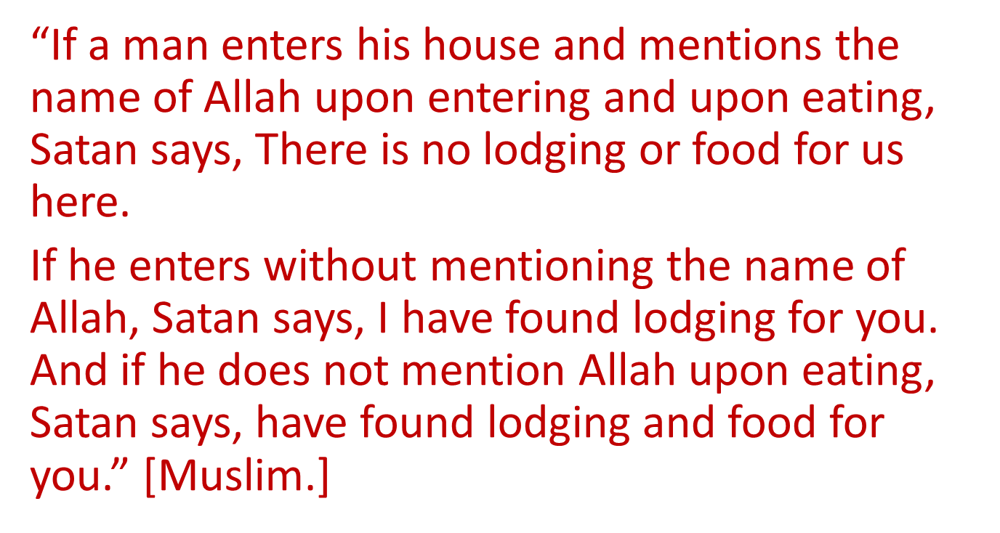 “If a man enters his house and mentions the
name of Allah upon entering and upon eating,
Satan says, There is no lodging or food for us
here.
If he enters without mentioning the name of
Allah, Satan says, I have found lodging for you.
And if he does not mention Allah upon eating,
Satan says, have found lodging and food for
you.” [Muslim.]